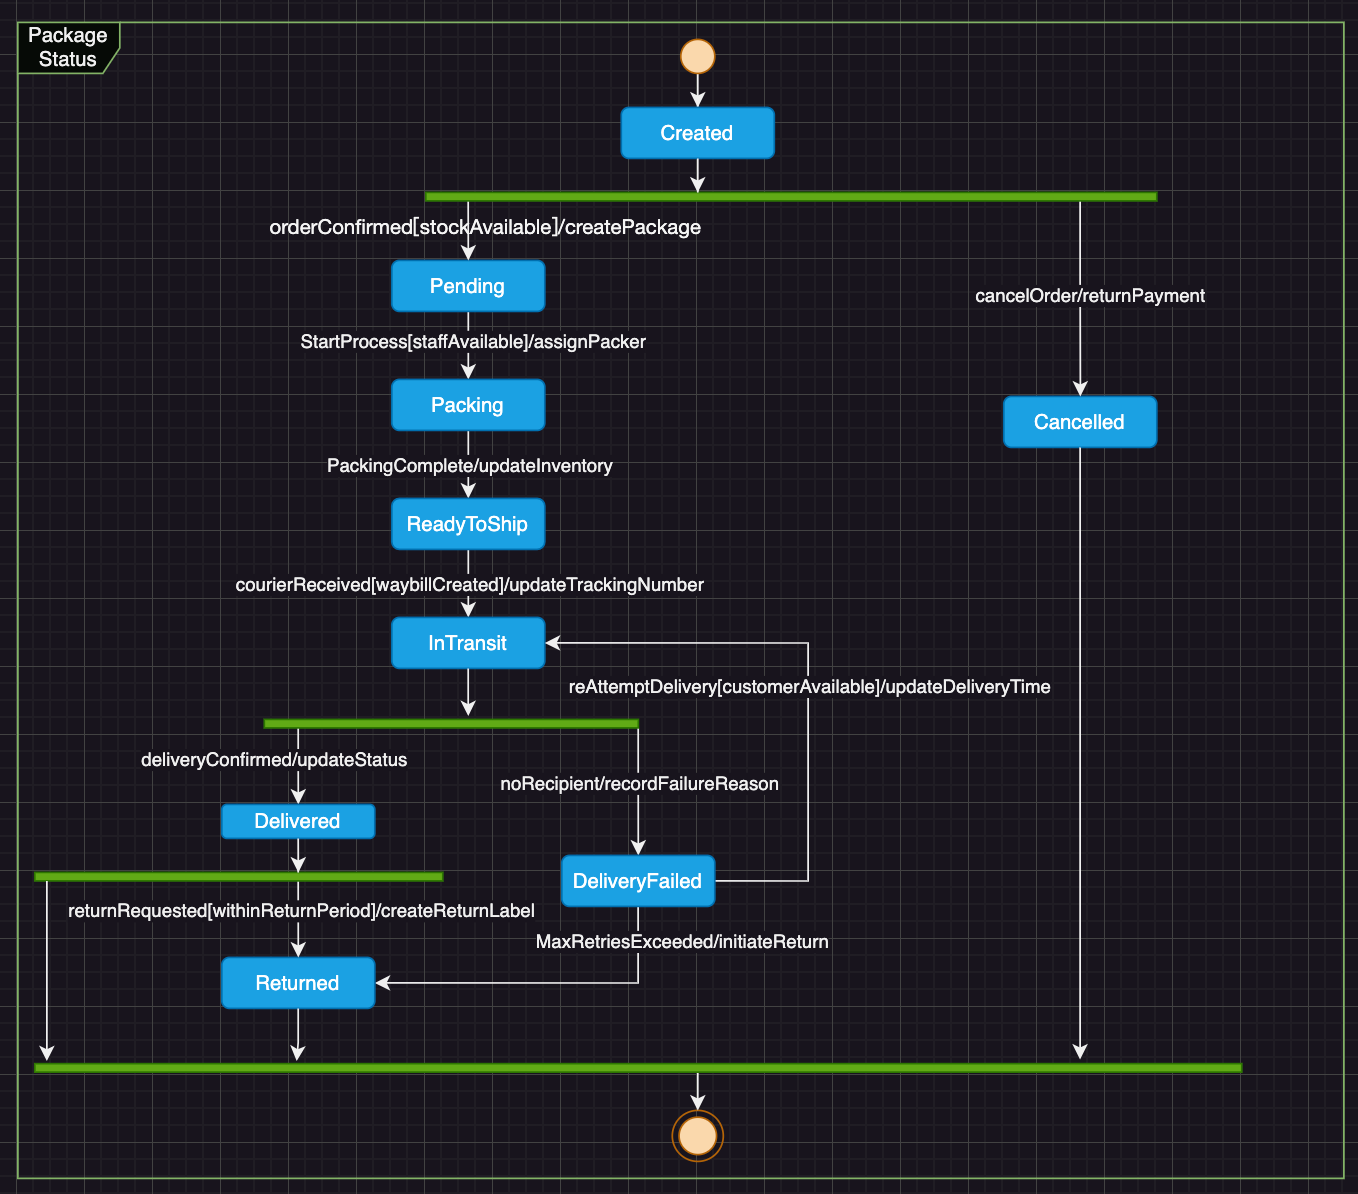 Package
Status
Created
orderConfirmed[stockAvailable]/createPackage
Pending
cancelOrder/returnPayment
StartProcess[staffAvailable]/assignPacker
Packing
Cancelled
PackingComplete/updateInventory
ReadyToShip
courierReceived[waybillCreated]/updateTrackingNumber
InTransit
reAttemptDelivery[customerAvailable]/updateDeliveryTime
deliveryConfirmed/updateStatus
noRecipient/recordFailureReason
Delivered
DeliveryFailed
returnRequested[withinReturnPeriod]/createReturnLabel
MaxRetriesExceeded/initiateReturn
Returned